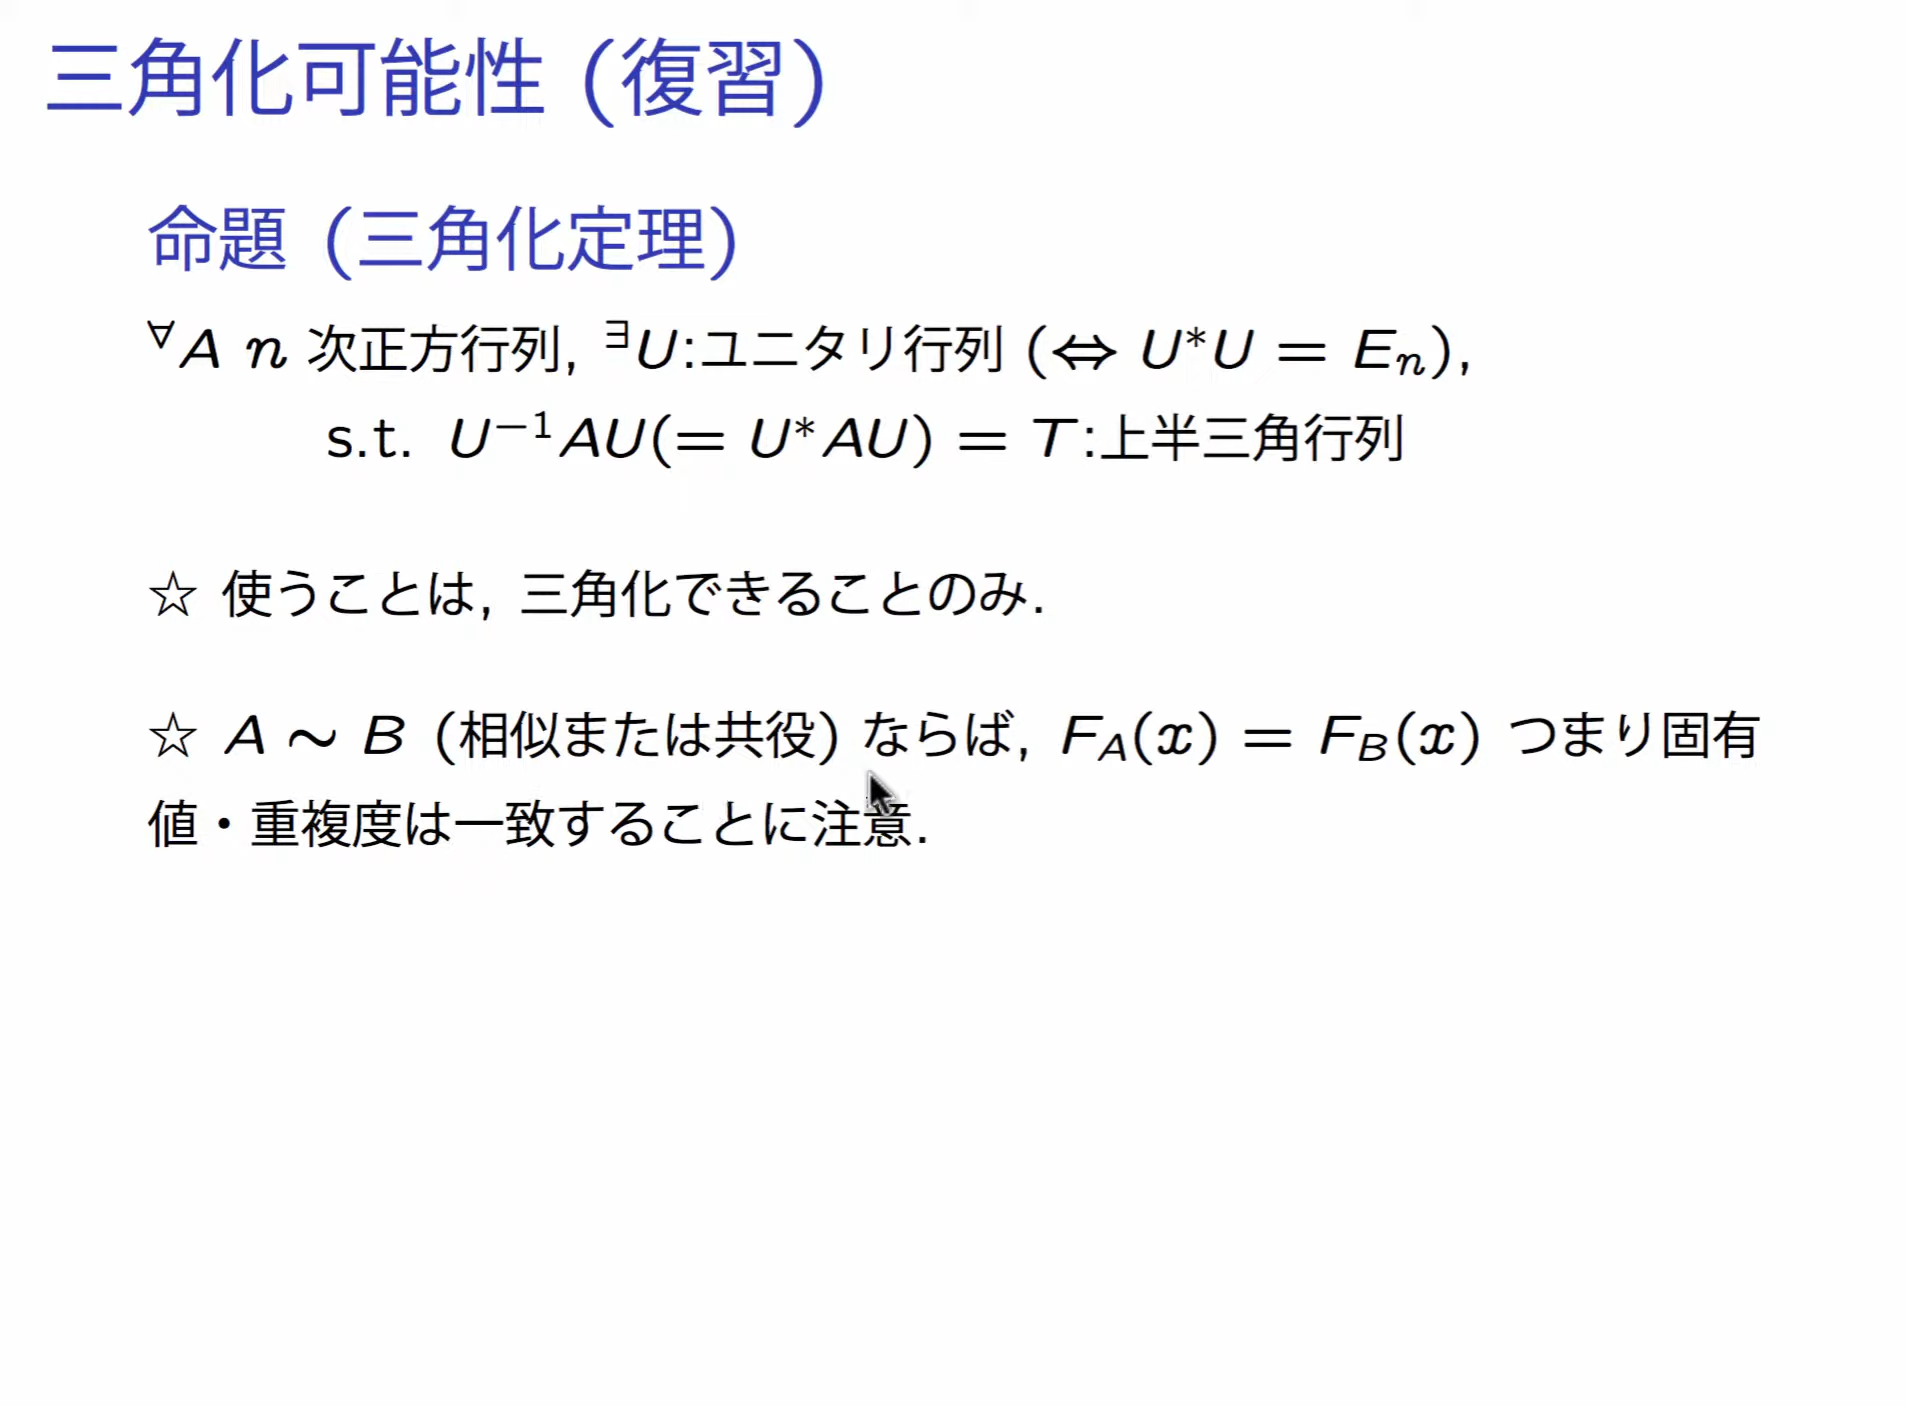 三角化可能性 (復習)
命題 (三角化定理)
∀A n 次正方行列, ∃U:ユニタリ行列 (⇔ U*U = Eₙ),
s.t. U⁻¹AU(= U*AU) = T:上半三角行列
☆ 使うことは, 三角化できることのみ.
☆ A ∼ B (相似または共役) ならば, F_A(x) = F_B(x) つまり固有
値・重複度は一致することに注意.